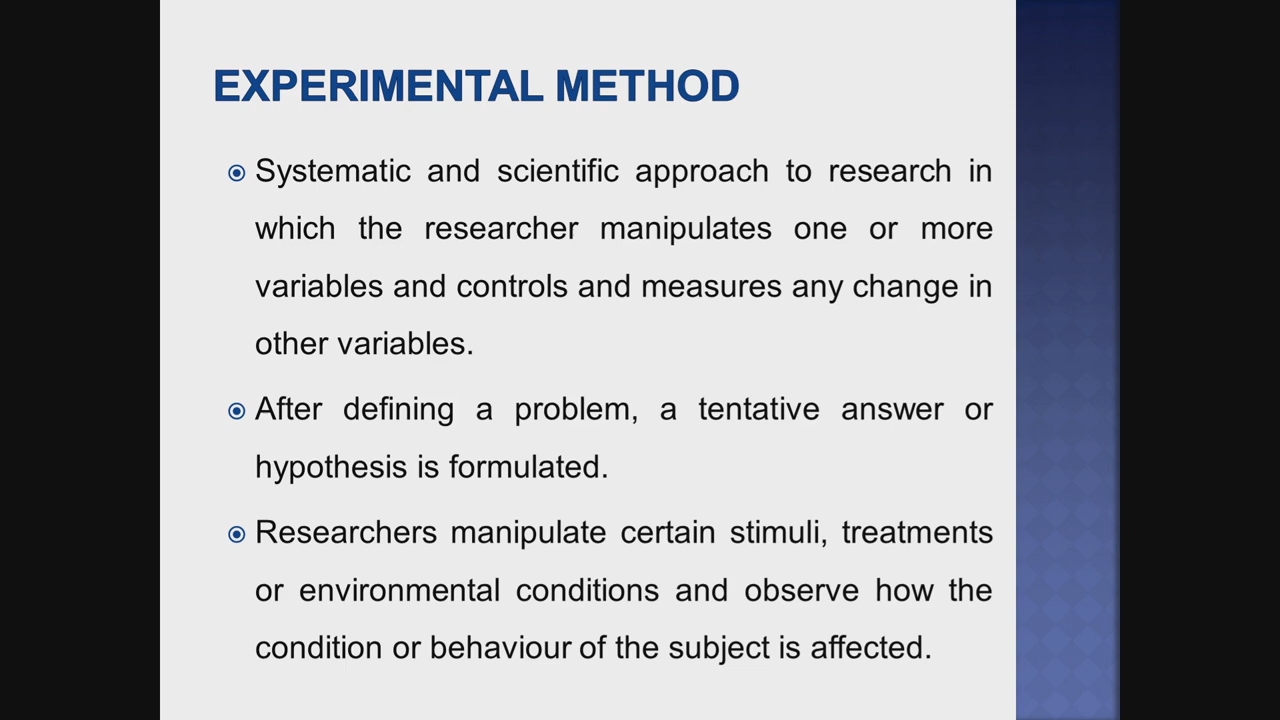 EXPERIMENTAL METHOD
Systematic and scientific approach to research in
which the researcher manipulates one or more
variables and controls and measures any change in
other variables.
After defining a problem, a tentative answer or
hypothesis is formulated.
Researchers manipulate certain stimuli, treatments
or environmental conditions and observe how the
condition or behaviour of the subject is affected.